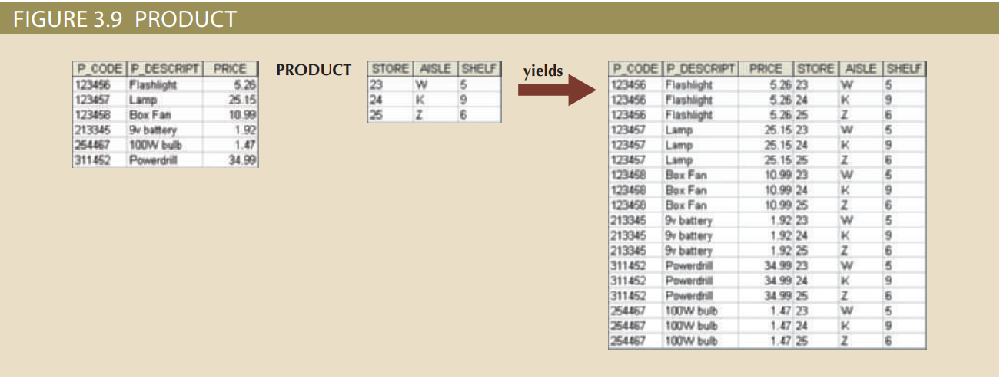 FIGURE 3.9 PRODUCT
P_CODE P_DESCRIPT PRICE
123456 Flashlight 5.26
123457 Lamp 25.15
123458 Box Fan 10.99
213345 9v battery 1.92
254467 100W bulb 1.47
311452 Powerdrill 34.99
PRODUCT
STORE AISLE SHELF
23 W 5
24 K 9
25 Z 6
yields
P_CODE P_DESCRIPT PRICE STORE AISLE SHELF
123456 Flashlight 5.26 23 W 5
123456 Flashlight 5.26 24 K 9
123456 Flashlight 5.26 25 Z 6
123457 Lamp 25.15 23 W 5
123457 Lamp 25.15 24 K 9
123457 Lamp 25.15 25 Z 6
123458 Box Fan 10.99 23 W 5
123458 Box Fan 10.99 24 K 9
123458 Box Fan 10.99 25 Z 6
213345 9v battery 1.92 23 W 5
213345 9v battery 1.92 24 K 9
213345 9v battery 1.92 25 Z 6
311452 Powerdrill 34.99 23 W 5
311452 Powerdrill 34.99 24 K 9
311452 Powerdrill 34.99 25 Z 6
254467 100W bulb 1.47 23 W 5
254467 100W bulb 1.47 24 K 9
254467 100W bulb 1.47 25 Z 6